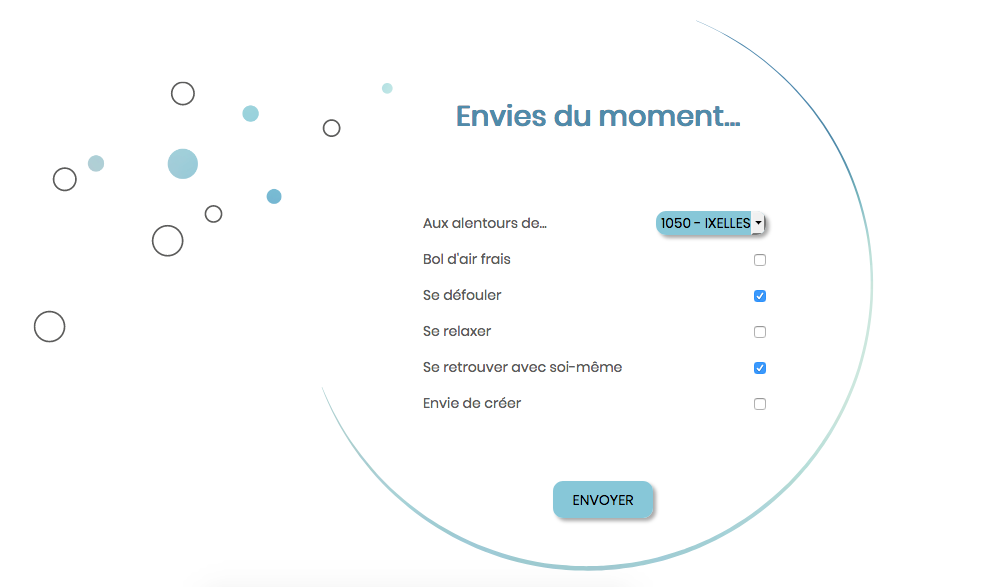 Envies du moment...
Aux alentours de... 1050 - IXELLES
Bol d'air frais
Se défouler
Se relaxer
Se retrouver avec soi-même
Envie de créer
ENVOYER